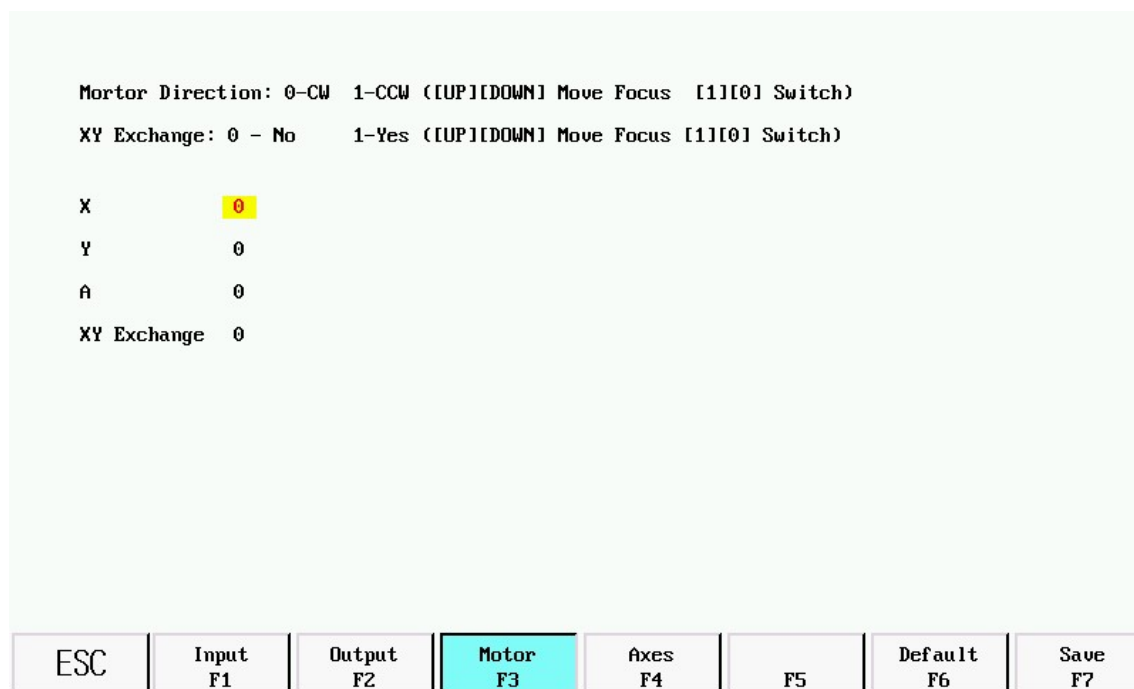 Mortor Direction: 0-CW 1-CCW ([UP][DOWN] Move Focus [1][0] Switch)
XY Exchange: 0 - No 1-Yes ([UP][DOWN] Move Focus [1][0] Switch)
X 0
Y 0
A 0
XY Exchange 0
ESC Input Output Motor Axes Default Save
F1 F2 F3 F4 F5 F6 F7